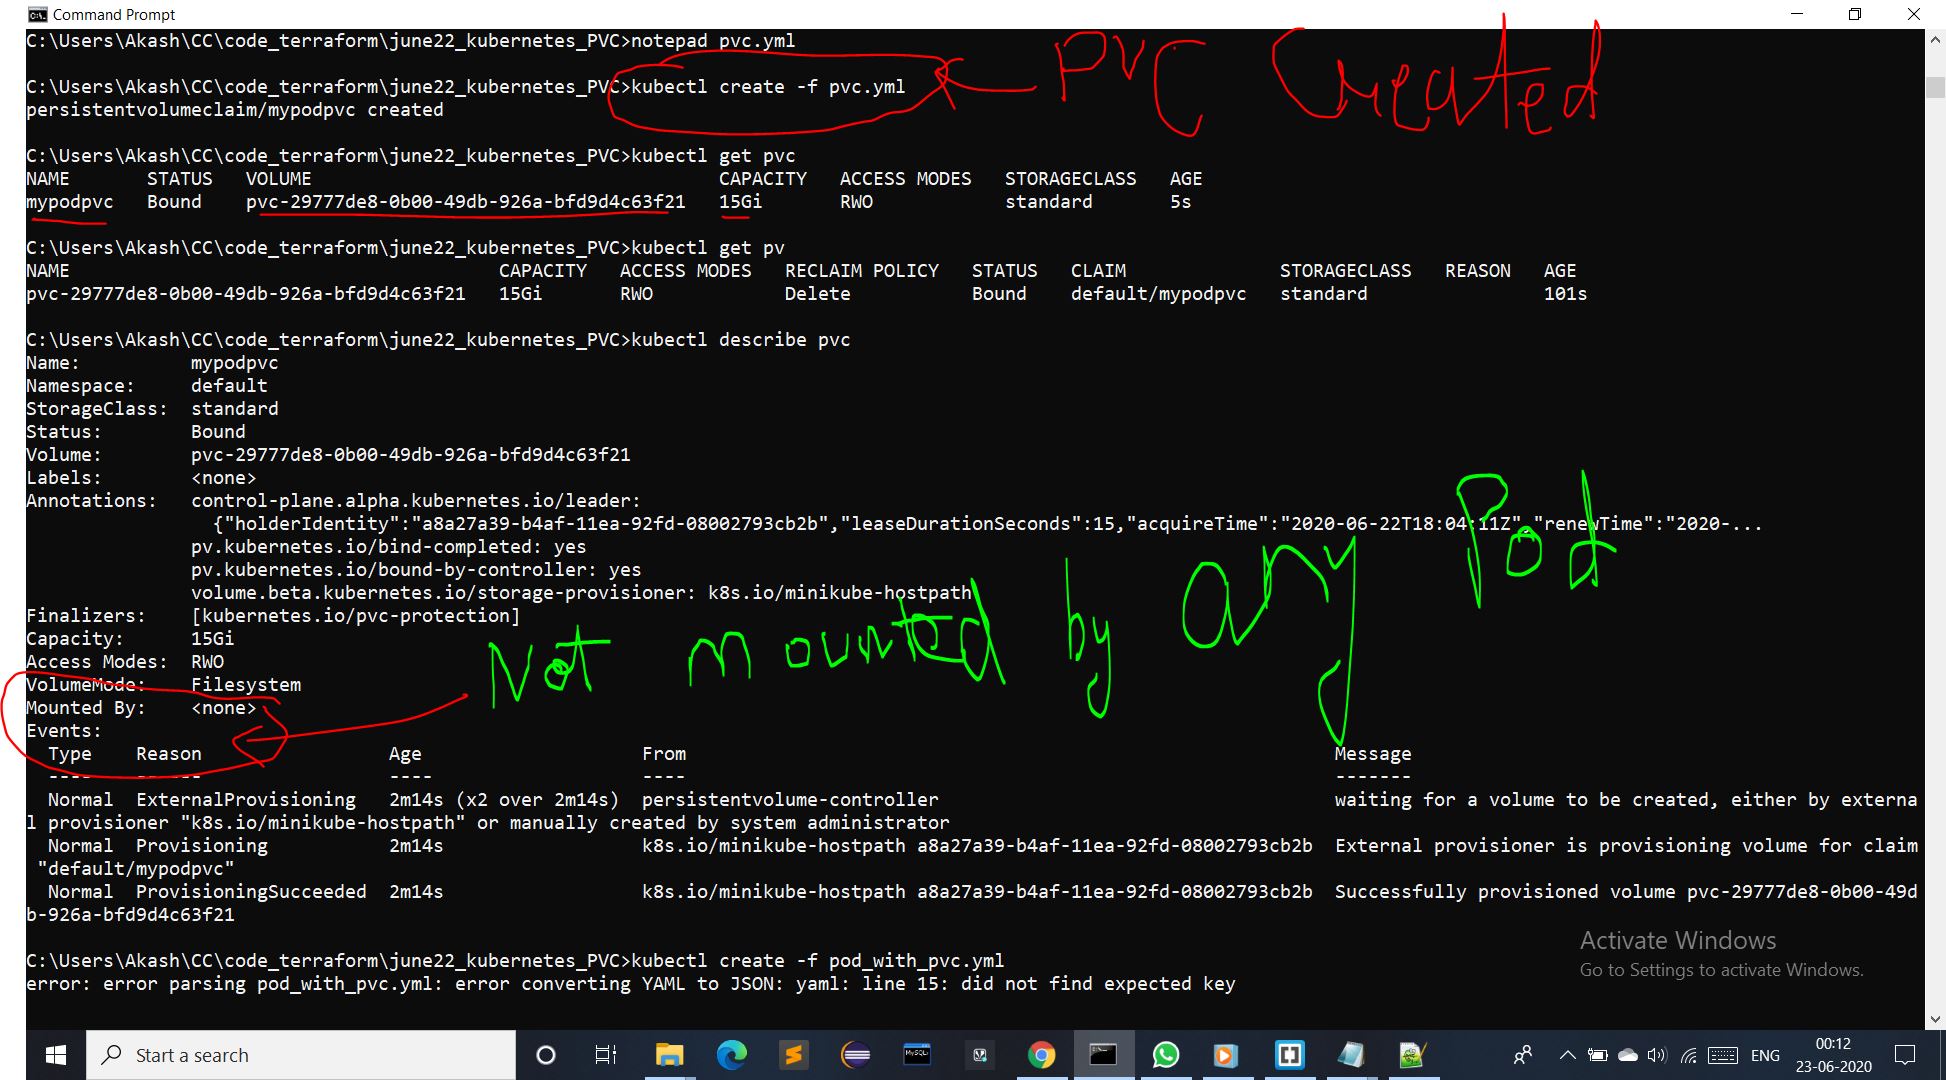 Command Prompt
C:\Users\Akash\CC\code_terraform\june22_kubernetes_PVC>notepad pvc.yml
C:\Users\Akash\CC\code_terraform\june22_kubernetes_PVC>kubectl create -f pvc.yml
PVC Created
persistentvolumeclaim/mypodpvc created
C:\Users\Akash\CC\code_terraform\june22_kubernetes_PVC>kubectl get pvc
NAME STATUS VOLUME CAPACITY ACCESS MODES STORAGECLASS AGE
mypodpvc Bound pvc-29777de8-0b00-49db-926a-bfd9d4c63f21 15Gi RWO standard 5s
C:\Users\Akash\CC\code_terraform\june22_kubernetes_PVC>kubectl get pv
NAME CAPACITY ACCESS MODES RECLAIM POLICY STATUS CLAIM STORAGECLASS REASON AGE
pvc-29777de8-0b00-49db-926a-bfd9d4c63f21 15Gi RWO Delete Bound default/mypodpvc standard 101s
C:\Users\Akash\CC\code_terraform\june22_kubernetes_PVC>kubectl describe pvc
Name: mypodpvc
Namespace: default
StorageClass: standard
Status: Bound
Volume: pvc-29777de8-0b00-49db-926a-bfd9d4c63f21
Labels: <none>
Annotations: control-plane.alpha.kubernetes.io/leader:
{"holderIdentity":"a8a27a39-b4af-11ea-92fd-08002793cb2b","leaseDurationSeconds":15,"acquireTime":"2020-06-22T18:04:11Z","renewTime":"2020-...
pv.kubernetes.io/bind-completed: yes
pv.kubernetes.io/bound-by-controller: yes
volume.beta.kubernetes.io/storage-provisioner: k8s.io/minikube-hostpath
Finalizers: [kubernetes.io/pvc-protection]
Capacity: 15Gi
Access Modes: RWO
Not mounted by any Pod
VolumeMode: Filesystem
Mounted By: <none>
Events:
Type Reason Age From Message
---- ------ ---- ---- -------
Normal ExternalProvisioning 2m14s (x2 over 2m14s) persistentvolume-controller waiting for a volume to be created, either by externa
l provisioner "k8s.io/minikube-hostpath" or manually created by system administrator
Normal Provisioning 2m14s k8s.io/minikube-hostpath a8a27a39-b4af-11ea-92fd-08002793cb2b External provisioner is provisioning volume for claim
"default/mypodpvc"
Normal ProvisioningSucceeded 2m14s k8s.io/minikube-hostpath a8a27a39-b4af-11ea-92fd-08002793cb2b Successfully provisioned volume pvc-29777de8-0b00-49d
b-926a-bfd9d4c63f21
Activate Windows
Go to Settings to activate Windows.
C:\Users\Akash\CC\code_terraform\june22_kubernetes_PVC>kubectl create -f pod_with_pvc.yml
error: error parsing pod_with_pvc.yml: error converting YAML to JSON: yaml: line 15: did not find expected key
Start a search
MySQL
ENG
00:12
23-06-2020